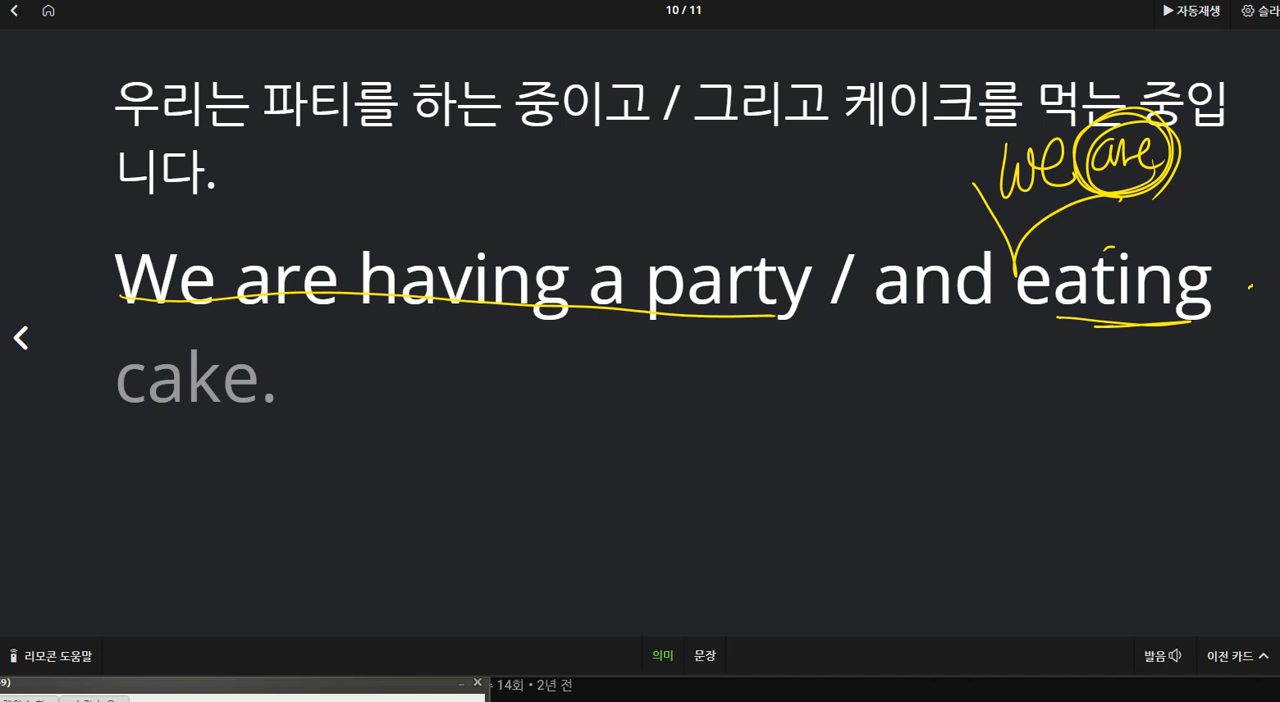 10 / 11
▶ 자동재생
슬라
우리는 파티를 하는 중이고 / 그리고 케이크를 먹는 중입
니다.
we are
We are having a party / and eating
cake.
리모콘 도움말
의미
문장
발음
이전 카드
9)
14회 • 2년 전